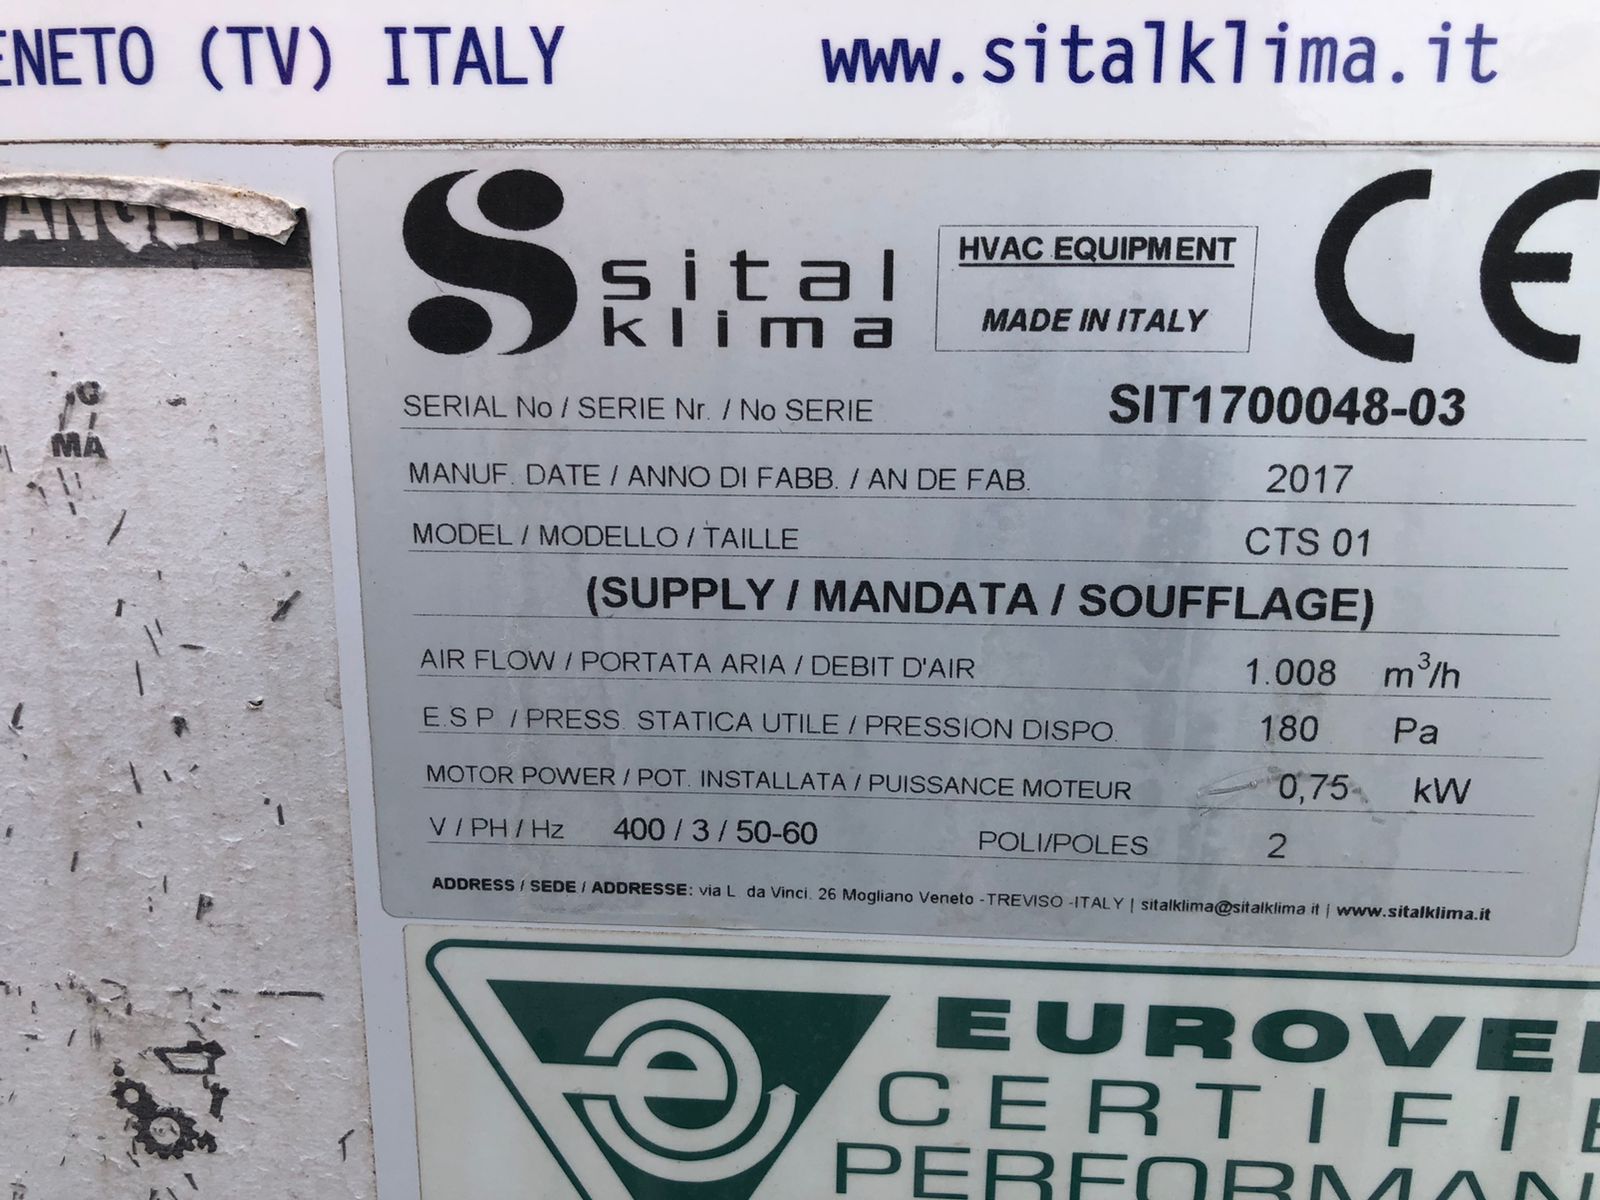 ENETO (TV) ITALY www.sitalklima.it
sital
klima
HVAC EQUIPMENT
MADE IN ITALY
CE
SERIAL No / SERIE Nr. / No SERIE SIT1700048-03
MANUF. DATE / ANNO DI FABB. / AN DE FAB. 2017
MODEL / MODELLO / TAILLE CTS 01
(SUPPLY / MANDATA / SOUFFLAGE)
AIR FLOW / PORTATA ARIA / DEBIT D'AIR 1.008 m³/h
E.S.P. / PRESS. STATICA UTILE / PRESSION DISPO. 180 Pa
MOTOR POWER / POT. INSTALLATA / PUISSANCE MOTEUR 0,75 kW
V / PH / Hz 400 / 3 / 50-60 POLI/POLES 2
ADDRESS / SEDE / ADDRESSE: via L. da Vinci. 26 Mogliano Veneto - TREVISO -ITALY | sitalklima@sitalklima.it | www.sitalklima.it
EUROVE
CERTIFIE
PERFORMAN
ANGER
MA